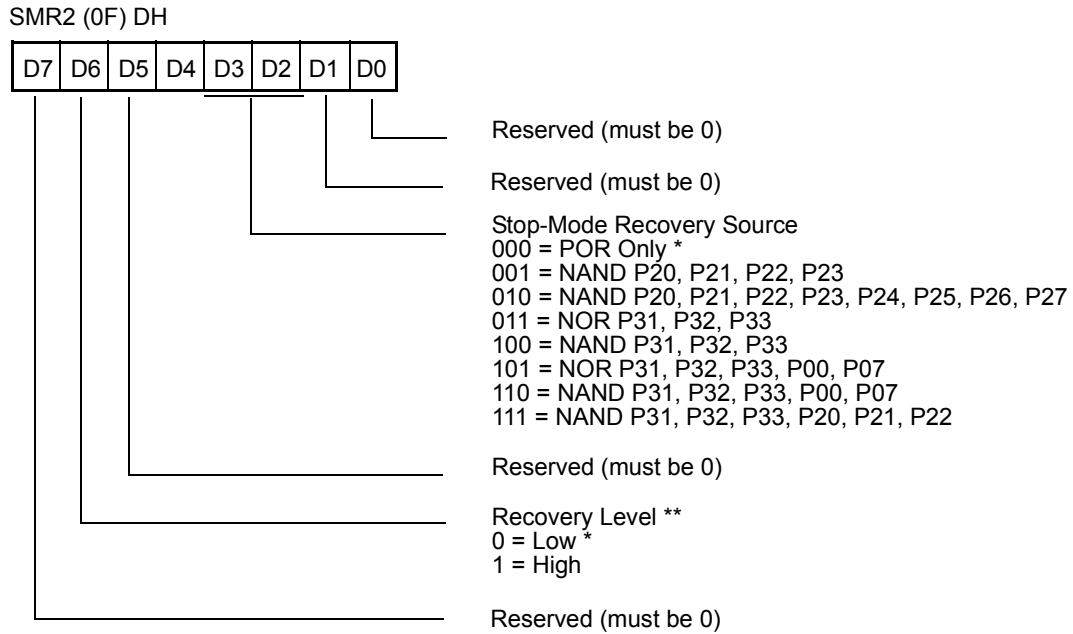 SMR2 (0F) DH
D7 D6 D5 D4 D3 D2 D1 D0
Reserved (must be 0)
Reserved (must be 0)
Stop-Mode Recovery Source
000 = POR Only *
001 = NAND P20, P21, P22, P23
010 = NAND P20, P21, P22, P23, P24, P25, P26, P27
011 = NOR P31, P32, P33
100 = NAND P31, P32, P33
101 = NOR P31, P32, P33, P00, P07
110 = NAND P31, P32, P33, P00, P07
111 = NAND P31, P32, P33, P20, P21, P22
Reserved (must be 0)
Recovery Level **
0 = Low *
1 = High
Reserved (must be 0)